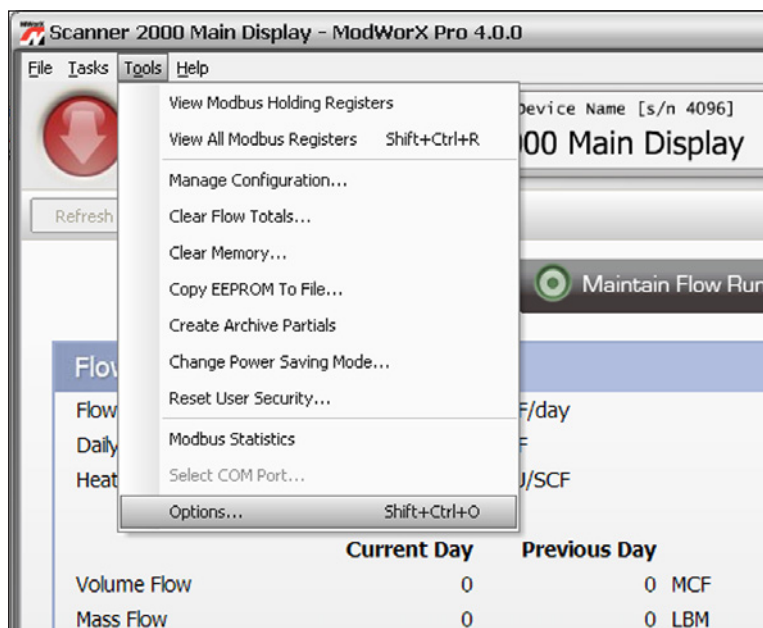 Scanner 2000 Main Display - ModWorX Pro 4.0.0
File Tasks Tools Help
View Modbus Holding Registers
View All Modbus Registers Shift+Ctrl+R
Manage Configuration...
Clear Flow Totals...
Clear Memory...
Copy EEPROM To File...
Create Archive Partials
Change Power Saving Mode...
Reset User Security...
Modbus Statistics
Select COM Port...
Options... Shift+Ctrl+O
Device Name [s/n 4096]
00 Main Display
Refresh
Maintain Flow Run
Flow
Flow F/day
Daily F
Heat J/SCF
Current Day Previous Day
Volume Flow 0 0 MCF
Mass Flow 0 0 LBM